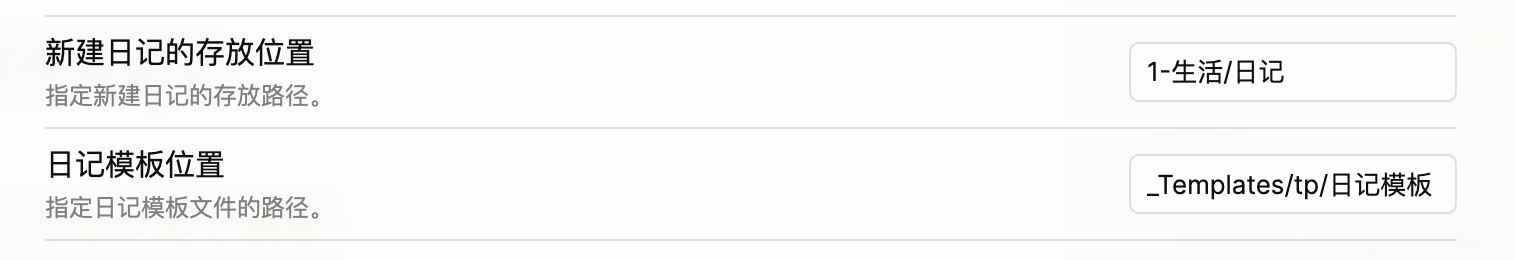 新建日记的存放位置
指定新建日记的存放路径。
1-生活/日记
日记模板位置
指定日记模板文件的路径。
_Templates/tp/日记模板